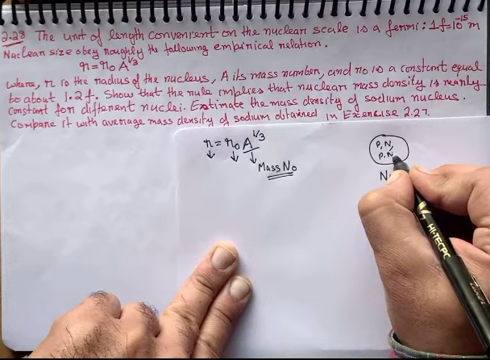 2.28 The unit of length convenient on the nuclear scale is a fermi : 1f=10⁻¹⁵ m
Nuclear size obey roughly the following empirical relation.
r = r₀ A^1/3
where, r is the radius of the nucleus, A its mass number, and r₀ is a constant equal
to about 1.2f. Show that the rule implies that nuclear mass density is nearly
constant for different nuclei. Estimate the mass density of sodium nucleus.
Compare it with average mass density of sodium obtained in Exercise 2.27.
r = r₀ A^1/3
Mass No
P, N,
P, N
N
HI-TECPC